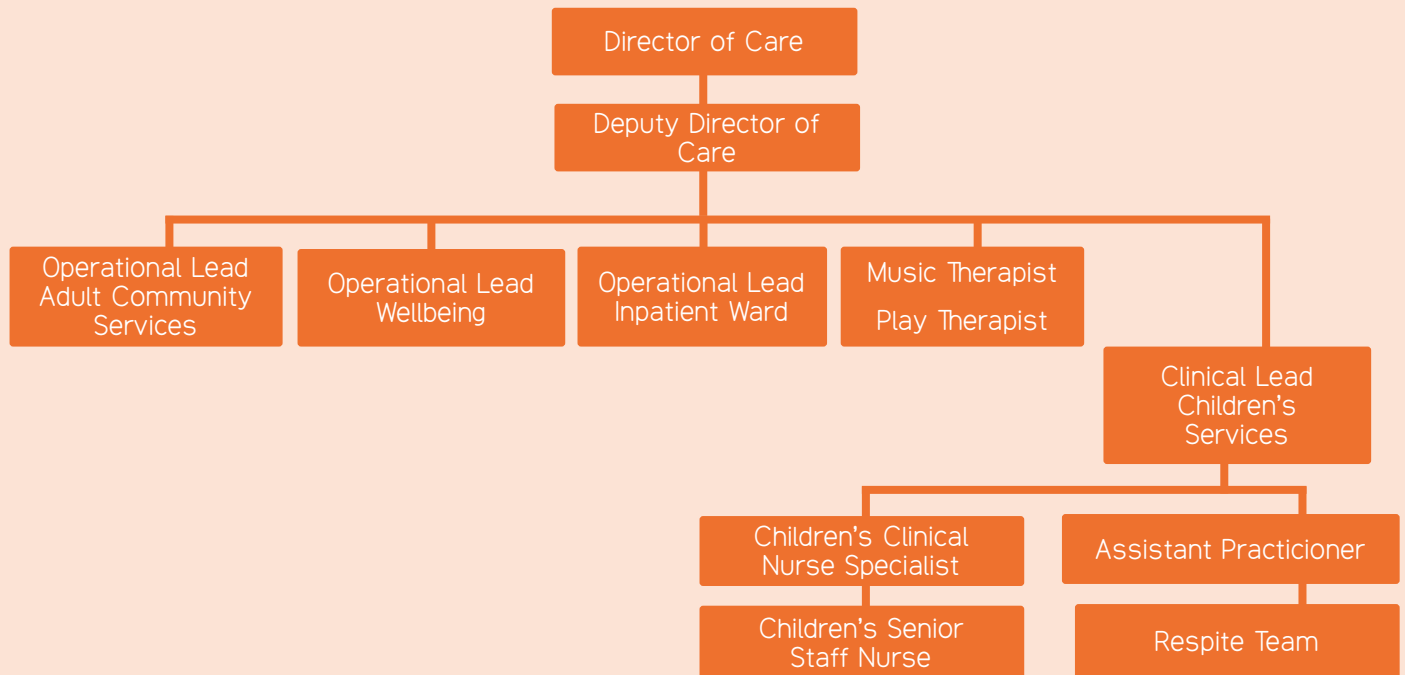 Director of Care
Deputy Director of
Care
Operational Lead
Adult Community
Services
Operational Lead
Wellbeing
Operational Lead
Inpatient Ward
Music Therapist
Play Therapist
Clinical Lead
Children's
Services
Children's Clinical
Nurse Specialist
Assistant Practicioner
Children's Senior
Staff Nurse
Respite Team